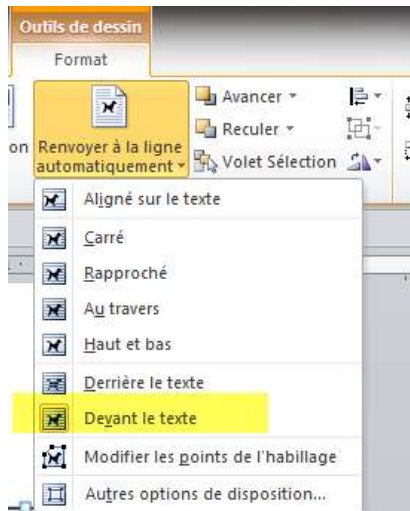 Outils de dessin
Format
Avancer
Reculer
Volet Sélection
on Renvoyer à la ligne
automatiquement
Aligné sur le texte
Carré
Rapproché
Au travers
Haut et bas
Derrière le texte
Devant le texte
Modifier les points de l'habillage
Autres options de disposition...